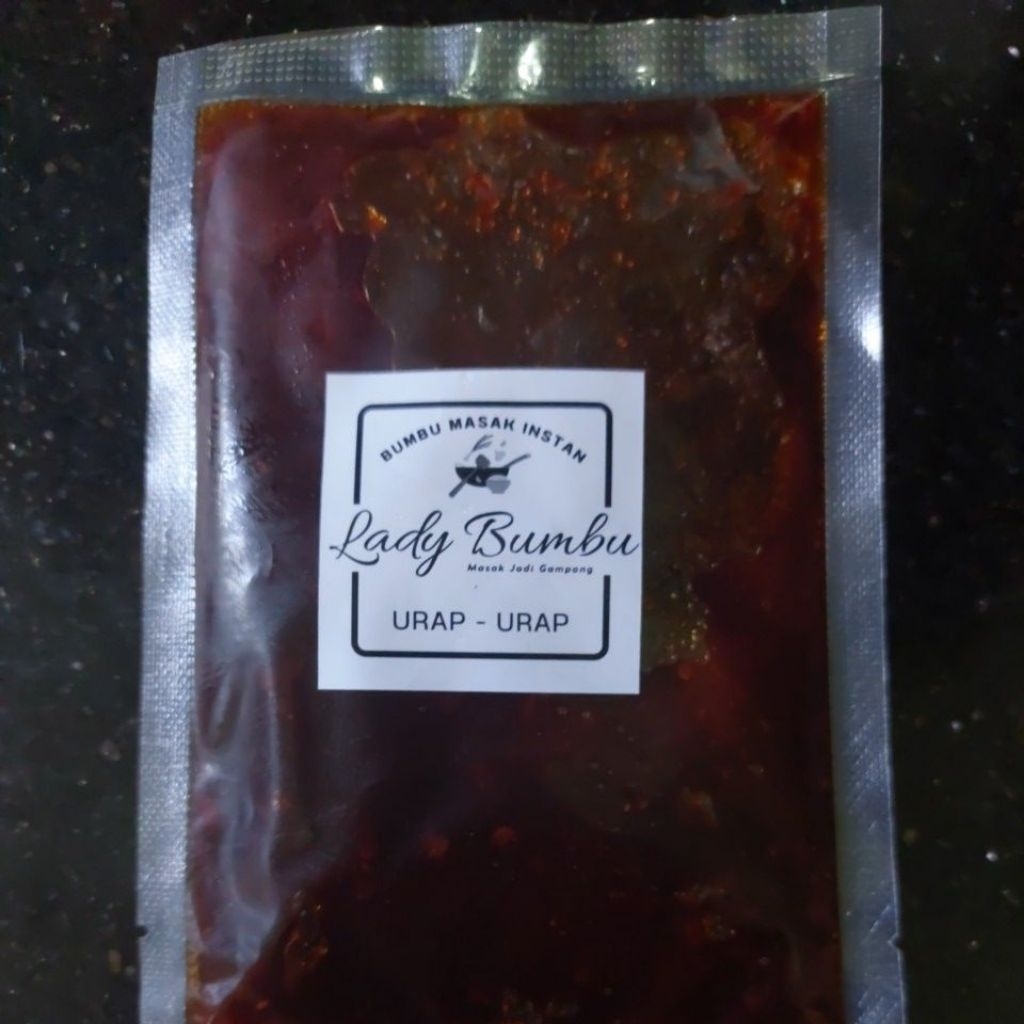 BUMBU MASAK INSTAN
Lady Bumbu
Masak Jadi Gampang
URAP - URAP